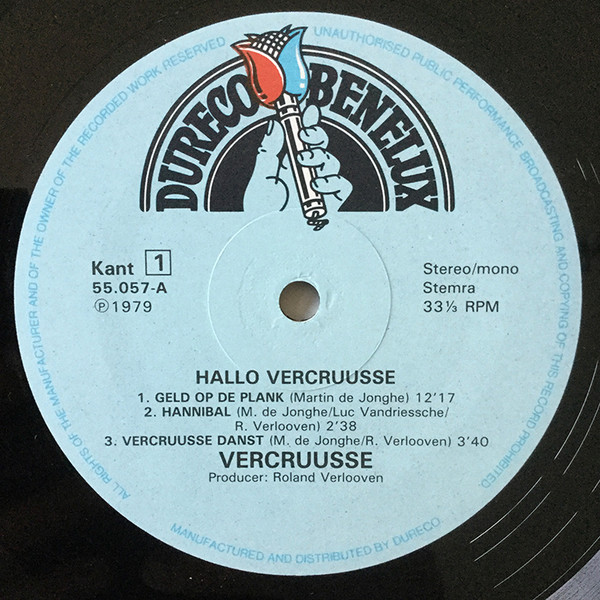 UNAUTHORISED PUBLIC PERFORMANCE BROADCASTING AND COPYING OF THIS RECORD PROHIBITED
ALL RIGHTS OF THE MANUFACTURER AND OF THE OWNER OF THE RECORDED WORK RESERVED
DURECO BENELUX
Kant 1
55.057-A
℗1979
Stereo/mono
Stemra
33⅓ RPM
HALLO VERCRUUSSE
1. GELD OP DE PLANK (Martin de Jonghe) 12'17
2. HANNIBAL (M. de Jonghe/Luc Vandriessche/
R. Verlooven) 2'38
3. VERCRUUSSE DANST (M. de Jonghe/R. Verlooven) 3'40
VERCRUUSSE
Producer: Roland Verlooven
MANUFACTURED AND DISTRIBUTED BY DURECO